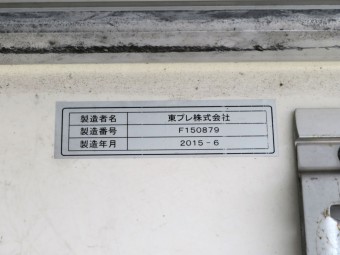 製造者名 東プレ株式会社
製造番号 F150879
製造年月 2015-6